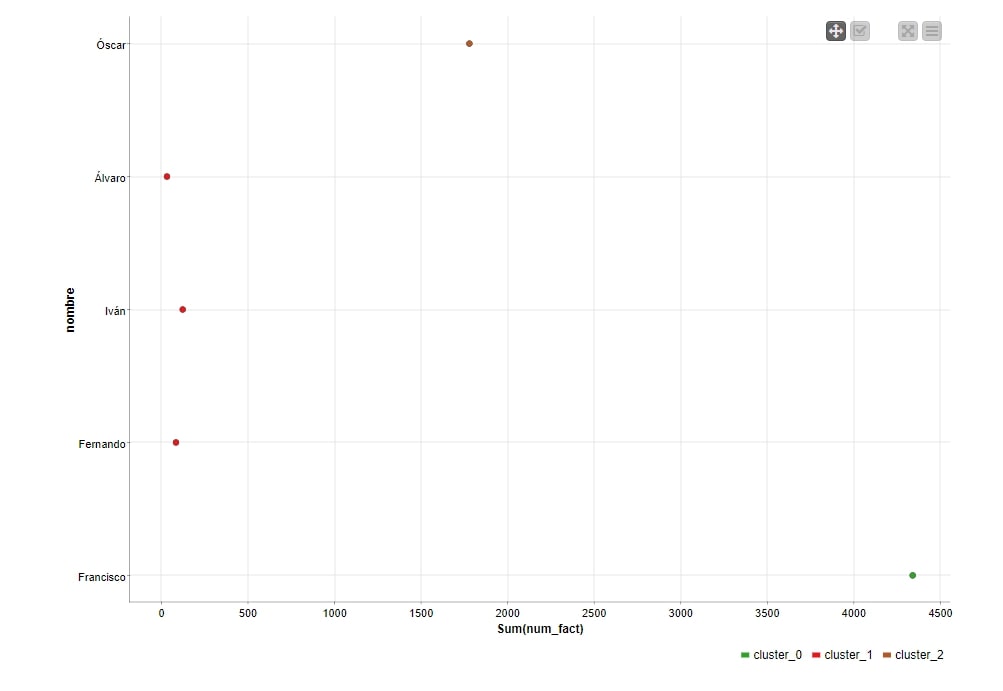 Óscar
Álvaro
Iván
Fernando
Francisco
nombre
0 500 1000 1500 2000 2500 3000 3500 4000 4500
Sum(num_fact)
cluster_0 cluster_1 cluster_2